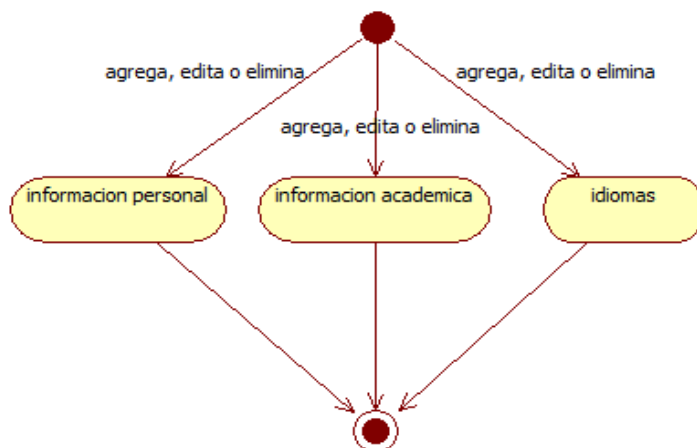 agrega, edita o elimina
agrega, edita o elimina
agrega, edita o elimina
informacion personal
informacion academica
idiomas